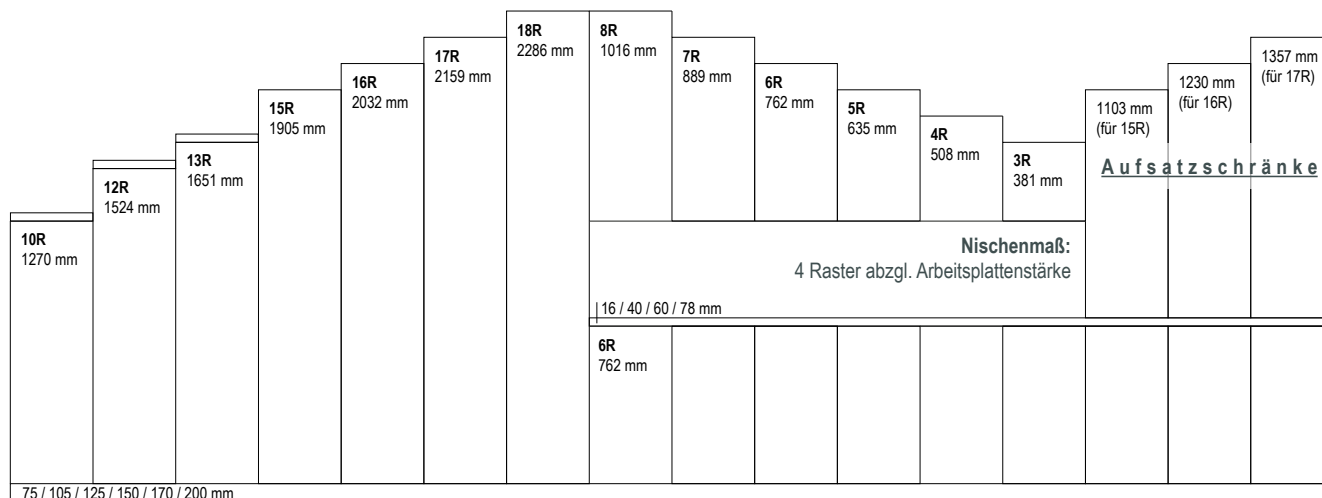 10R
1270 mm
12R
1524 mm
13R
1651 mm
15R
1905 mm
16R
2032 mm
17R
2159 mm
18R
2286 mm
8R
1016 mm
7R
889 mm
6R
762 mm
5R
635 mm
4R
508 mm
3R
381 mm
1103 mm
(für 15R)
1230 mm
(für 16R)
1357 mm
(für 17R)
Aufsatzschränke
Nischenmaß:
4 Raster abzgl. Arbeitsplattenstärke
16 / 40 / 60 / 78 mm
6R
762 mm
75 / 105 / 125 / 150 / 170 / 200 mm